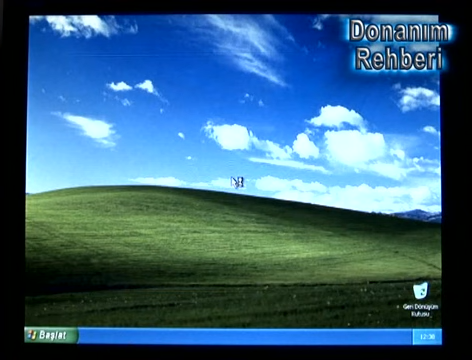 Donanım
Rehberi
Geri Dönüşüm
Kutusu
Başlat
12:38